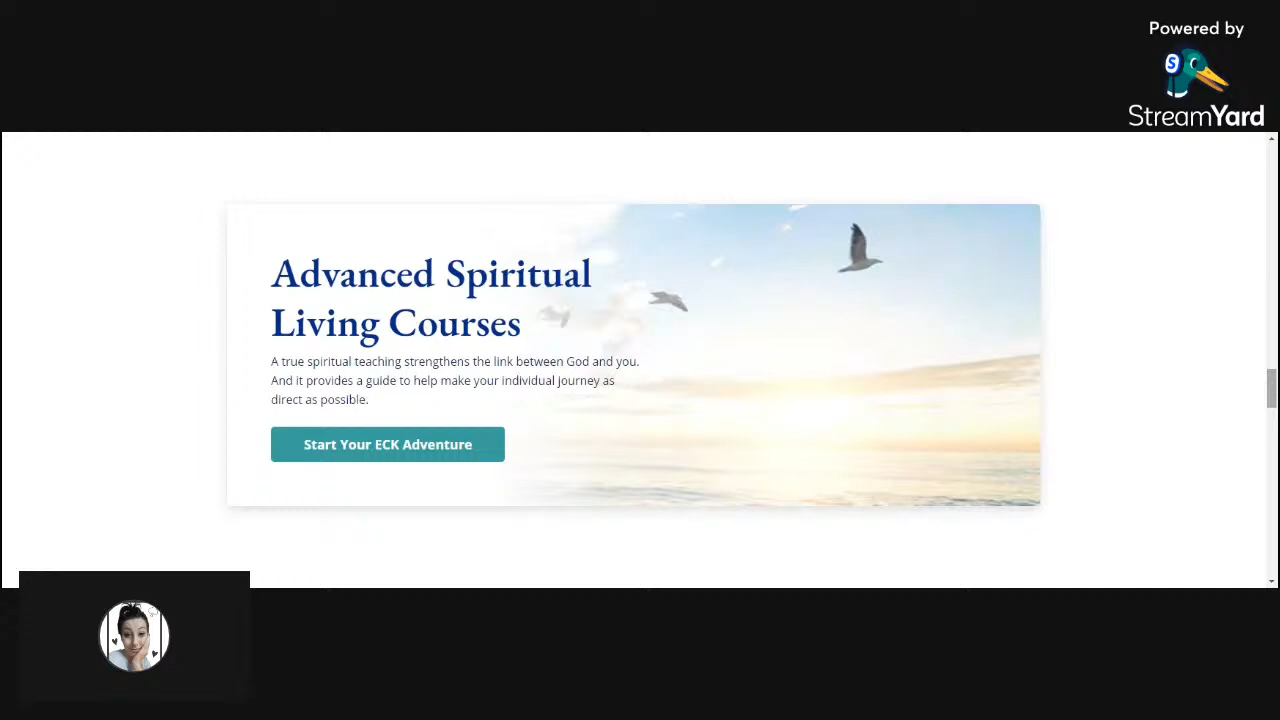 Powered by
StreamYard
Advanced Spiritual
Living Courses
A true spiritual teaching strengthens the link between God and you.
And it provides a guide to help make your individual journey as
direct as possible.
Start Your ECK Adventure